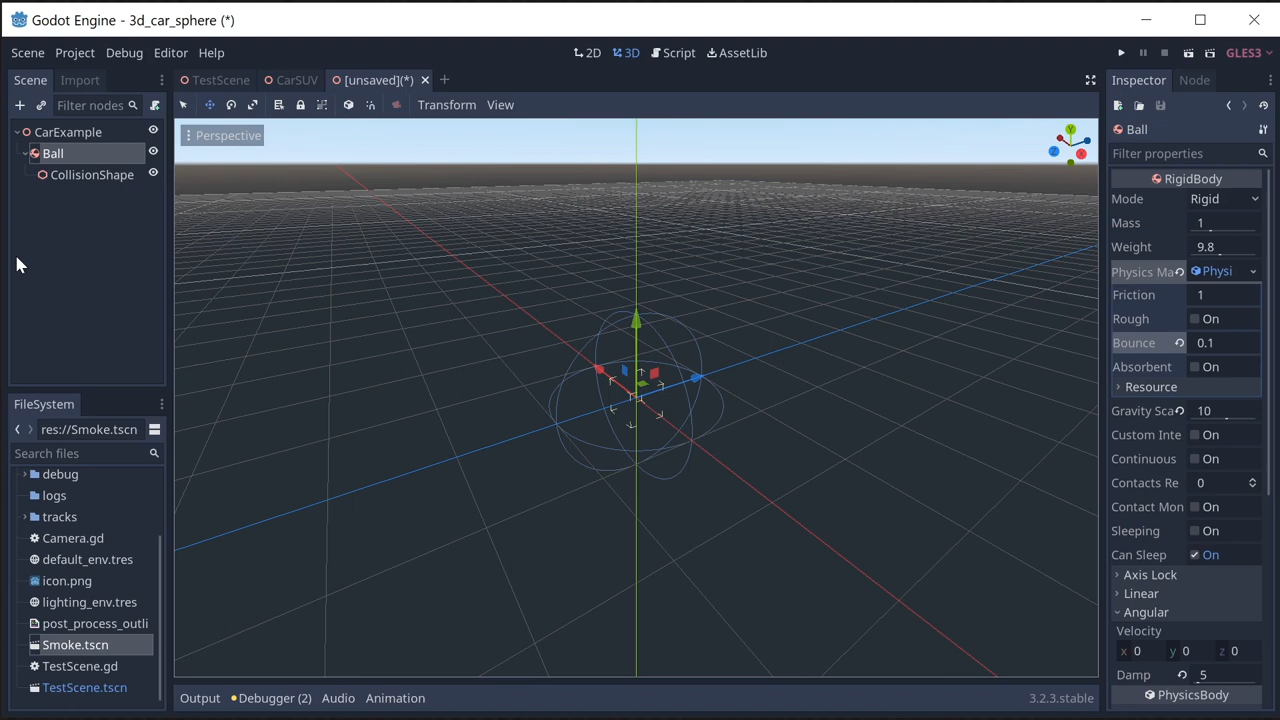 Godot Engine - 3d_car_sphere (*)
Scene Project Debug Editor Help
2D 3D Script AssetLib
GLES3
Scene Import
Filter nodes
CarExample
Ball
CollisionShape
FileSystem
res://Smoke.tscn
Search files
debug
logs
tracks
Camera.gd
default_env.tres
icon.png
lighting_env.tres
post_process_outli
Smoke.tscn
TestScene.gd
TestScene.tscn
TestScene CarSUV [unsaved](*)
Transform View
Perspective
Y
Z
X
Output Debugger (2) Audio Animation 3.2.3.stable
Inspector Node
Ball
Filter properties
RigidBody
Mode Rigid
Mass 1
Weight 9.8
Physics Ma Physi
Friction 1
Rough On
Bounce 0.1
Absorbent On
Resource
Gravity Sca 10
Custom Inte On
Continuous On
Contacts Re 0
Contact Mon On
Sleeping On
Can Sleep On
Axis Lock
Linear
Angular
Velocity
x 0 y 0 z 0
Damp 5
PhysicsBody